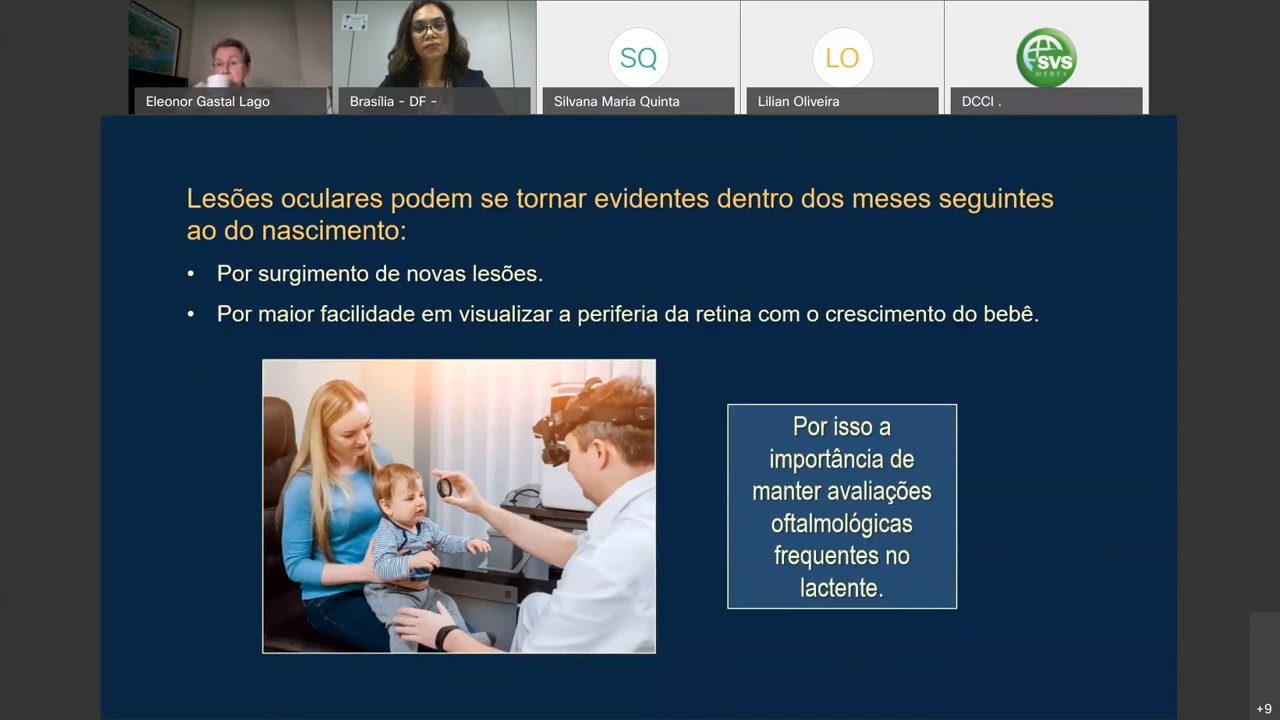 SQ
LO
SVS
WEBEX
Eleonor Gastal Lago
Brasília - DF -
Silvana Maria Quinta
Lilian Oliveira
DCCI .
Lesões oculares podem se tornar evidentes dentro dos meses seguintes
ao do nascimento:
• Por surgimento de novas lesões.
• Por maior facilidade em visualizar a periferia da retina com o crescimento do bebê.
Por isso a
importância de
manter avaliações
oftalmológicas
frequentes no
lactente.
+9